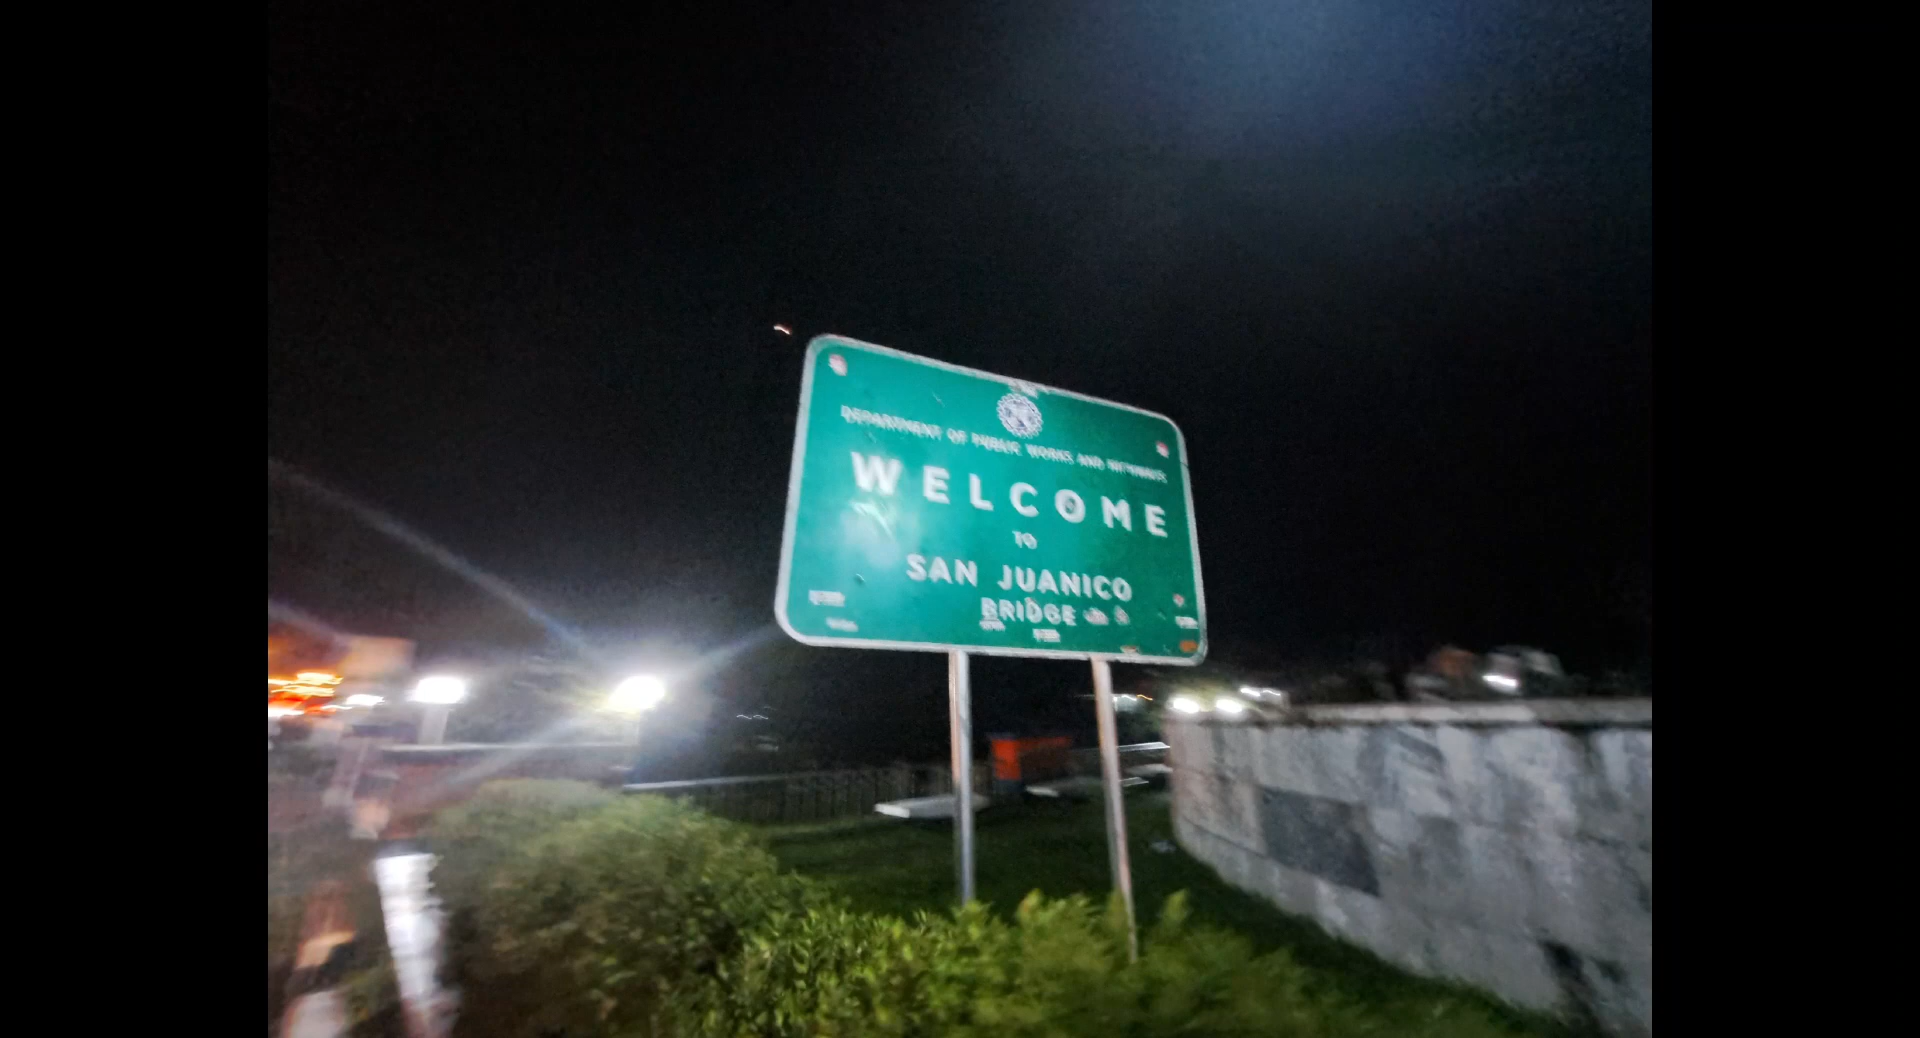 DEPARTMENT OF PUBLIC WORKS AND HIGHWAYS
WELCOME
TO
SAN JUANICO
BRIDGE